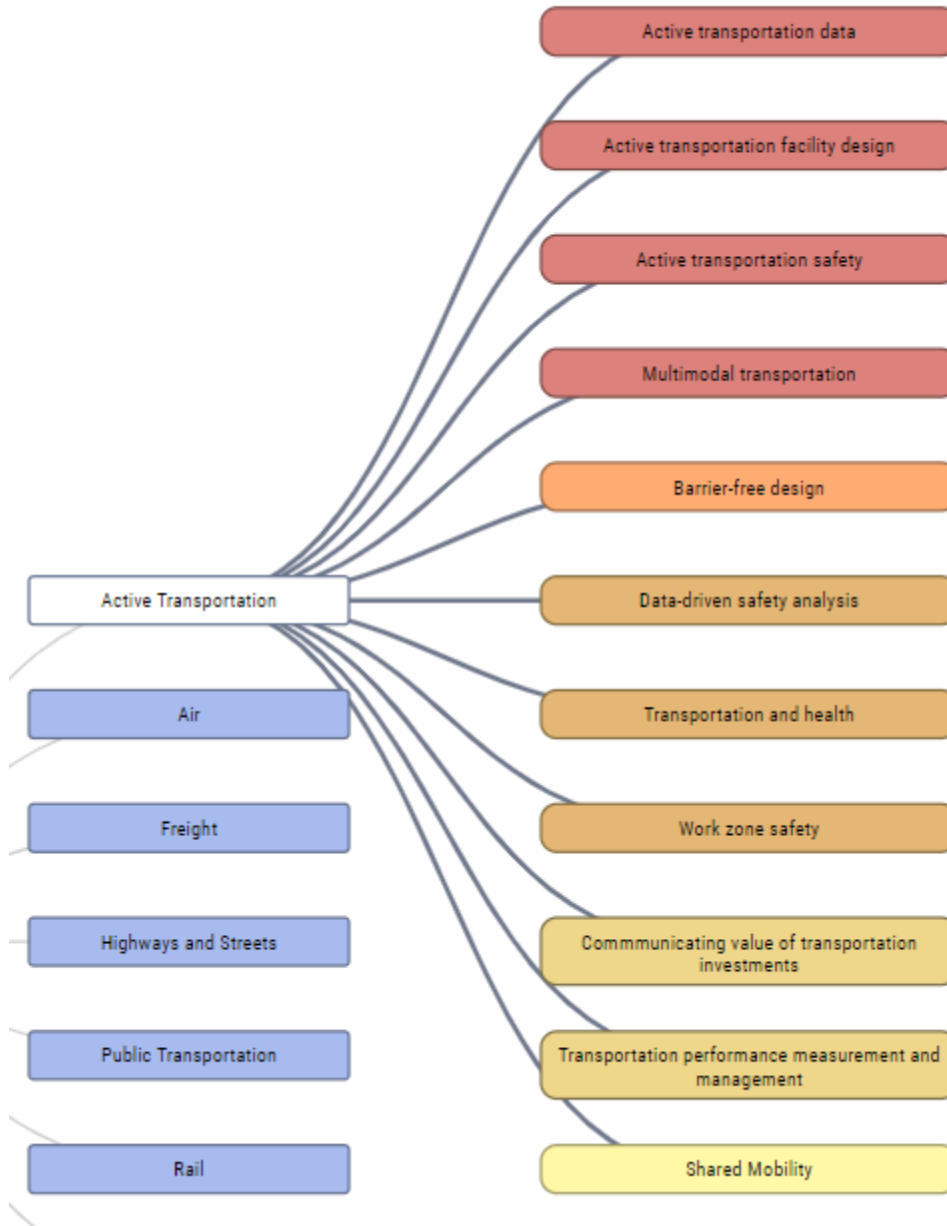 Active transportation data
Active transportation facility design
Active transportation safety
Multimodal transportation
Barrier-free design
Active Transportation
Data-driven safety analysis
Air
Transportation and health
Freight
Work zone safety
Highways and Streets
Commmunicating value of transportation
investments
Public Transportation
Transportation performance measurement and
management
Rail
Shared Mobility